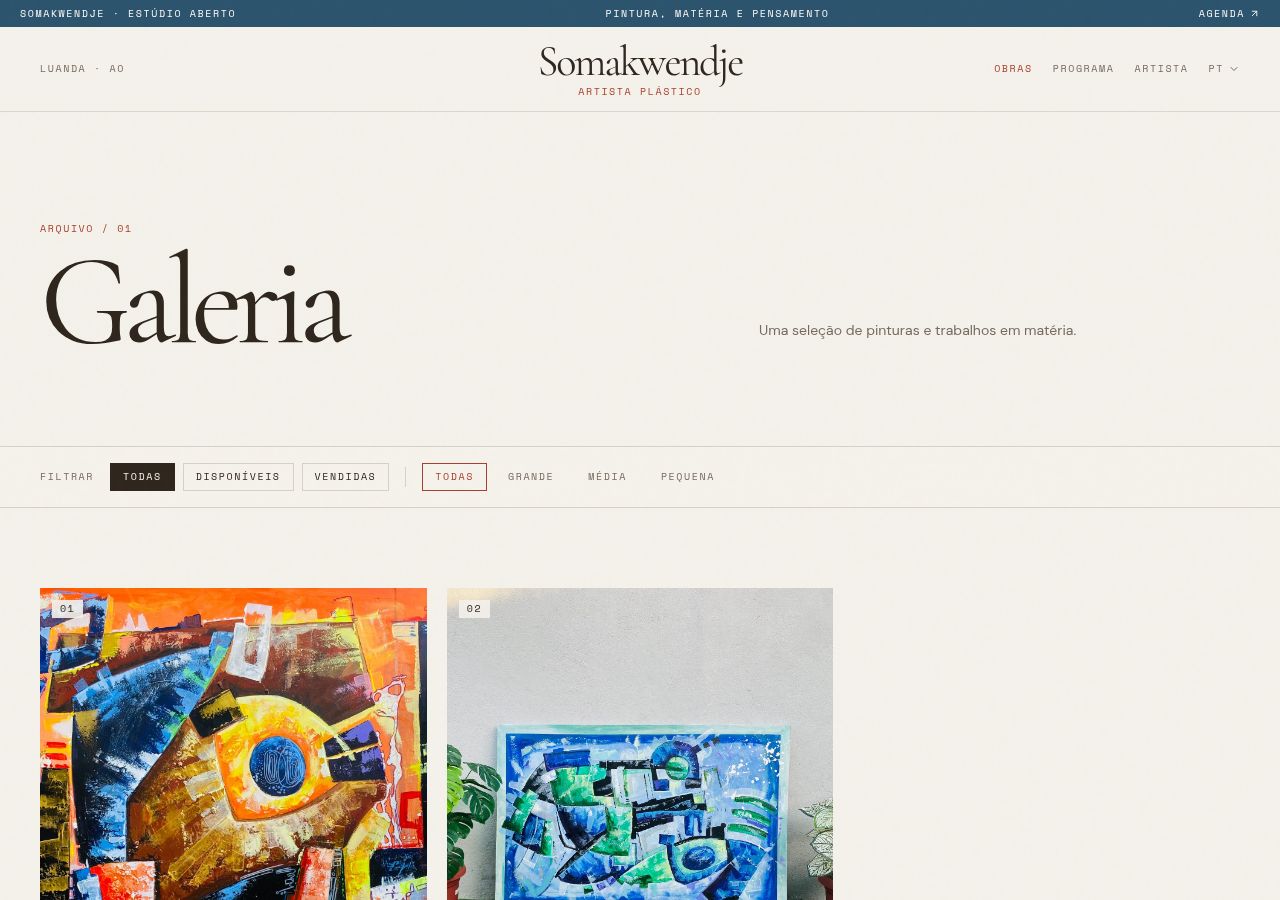 SOMAKWENDJE · ESTÚDIO ABERTO
PINTURA, MATÉRIA E PENSAMENTO
AGENDA
LUANDA · AO
Somakwendje
ARTISTA PLÁSTICO
OBRAS PROGRAMA ARTISTA PT
ARQUIVO / 01
Galeria
Uma seleção de pinturas e trabalhos em matéria.
FILTRAR TODAS DISPONÍVEIS VENDIDAS TODAS GRANDE MÉDIA PEQUENA
01
02